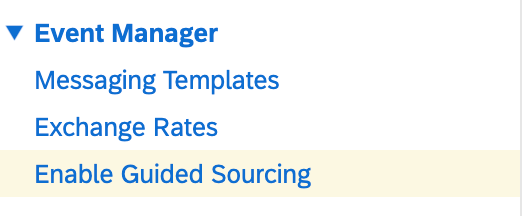 Event Manager
Messaging Templates
Exchange Rates
Enable Guided Sourcing